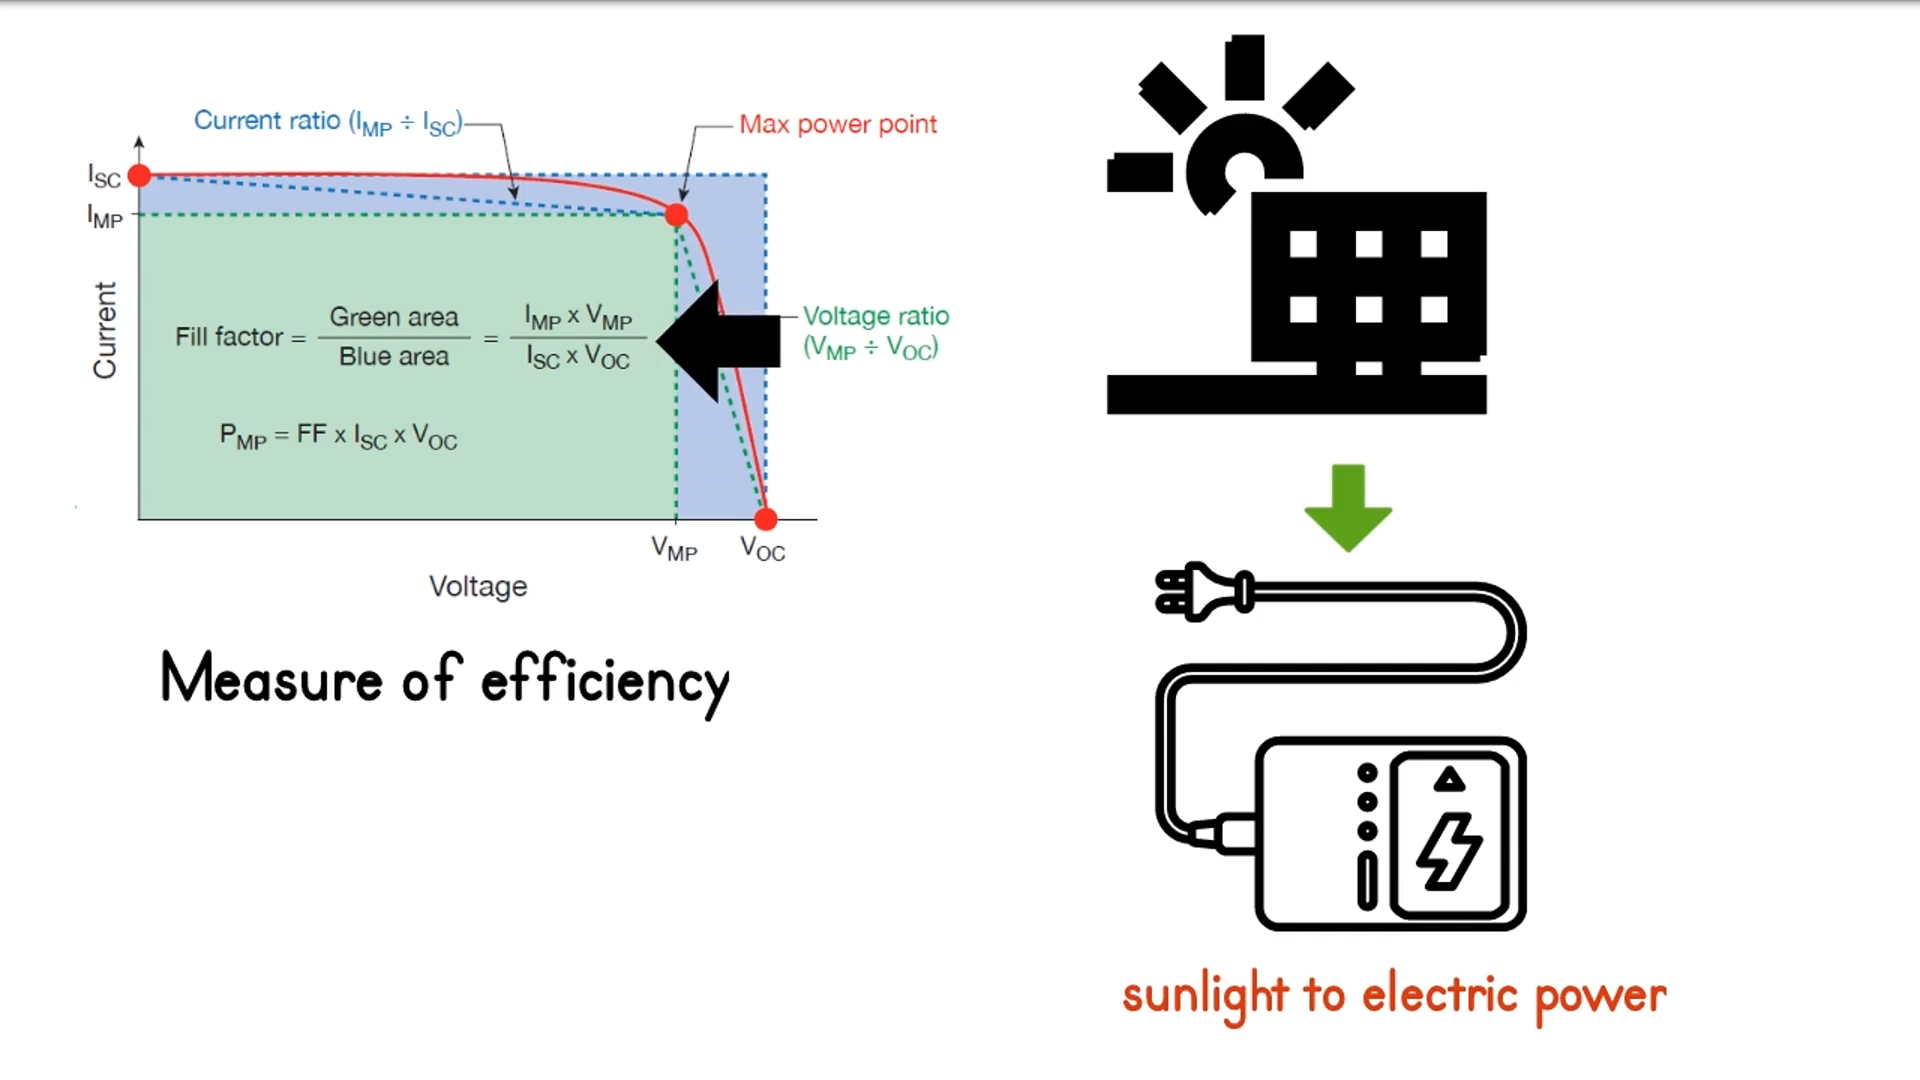 Current ratio (IMP ÷ ISC)
Max power point
ISC
IMP
Current
Fill factor = Green area / Blue area = IMP x VMP / ISC x VOC
Voltage ratio
(VMP ÷ VOC)
PMP = FF x ISC x VOC
VMP
VOC
Voltage
Measure of efficiency
sunlight to electric power